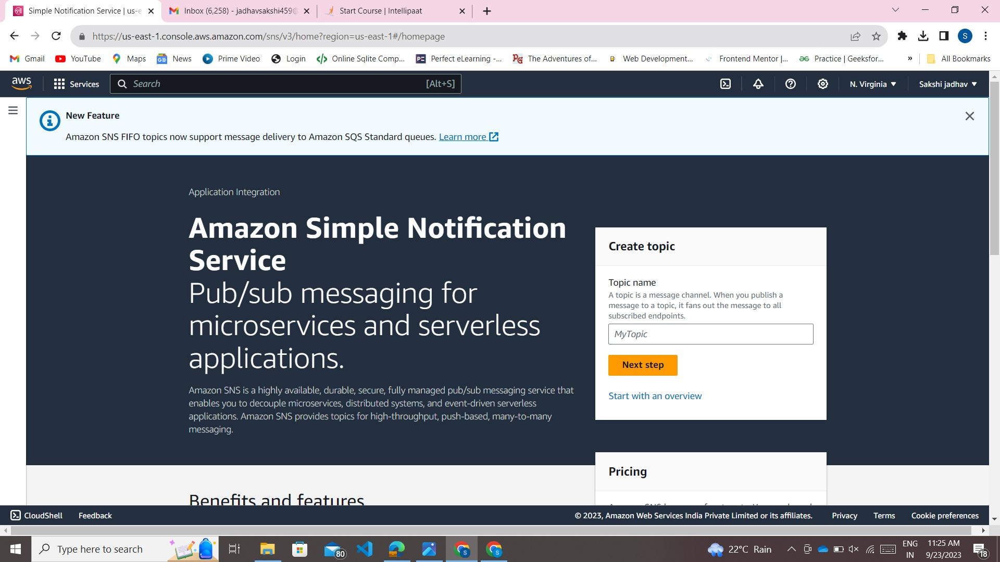 Simple Notification Service | us-e
Inbox (6,258) - jadhavsakshi459@
Start Course | Intellipaat
https://us-east-1.console.aws.amazon.com/sns/v3/home?region=us-east-1#/homepage
S
Gmail
YouTube
Maps
News
Prime Video
Login
Online Sqlite Comp...
PE
Perfect eLearning -...
PG
The Adventures of...
Web Development...
Frontend Mentor |...
Practice | Geeksfor...
»
All Bookmarks
aws
Services
Search
[Alt+S]
N. Virginia
Sakshi jadhav
New Feature
Amazon SNS FIFO topics now support message delivery to Amazon SQS Standard queues. Learn more
Application Integration
Amazon Simple Notification
Service
Pub/sub messaging for
microservices and serverless
applications.
Amazon SNS is a highly available, durable, secure, fully managed pub/sub messaging service that
enables you to decouple microservices, distributed systems, and event-driven serverless
applications. Amazon SNS provides topics for high-throughput, push-based, many-to-many
messaging.
Create topic
Topic name
A topic is a message channel. When you publish a
message to a topic, it fans out the message to all
subscribed endpoints.
MyTopic
Next step
Start with an overview
Pricing
Benefits and features
CloudShell
Feedback
© 2023, Amazon Web Services India Private Limited or its affiliates.
Privacy
Terms
Cookie preferences
Type here to search
80
S
S
22°C Rain
ENG
IN
11:25 AM
9/23/2023
18